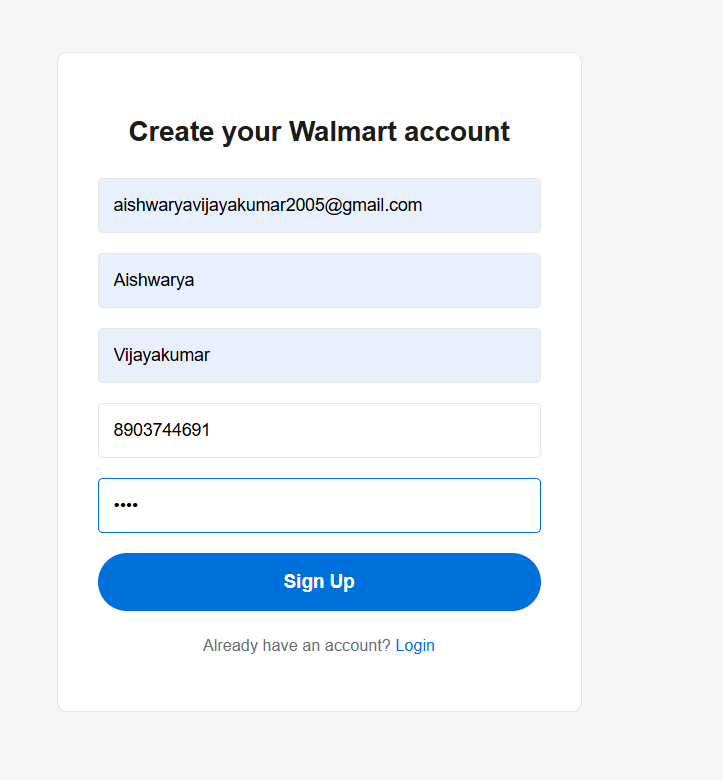 Create your Walmart account
aishwaryavijayakumar2005@gmail.com
Aishwarya
Vijayakumar
8903744691
••••
Sign Up
Already have an account? Login